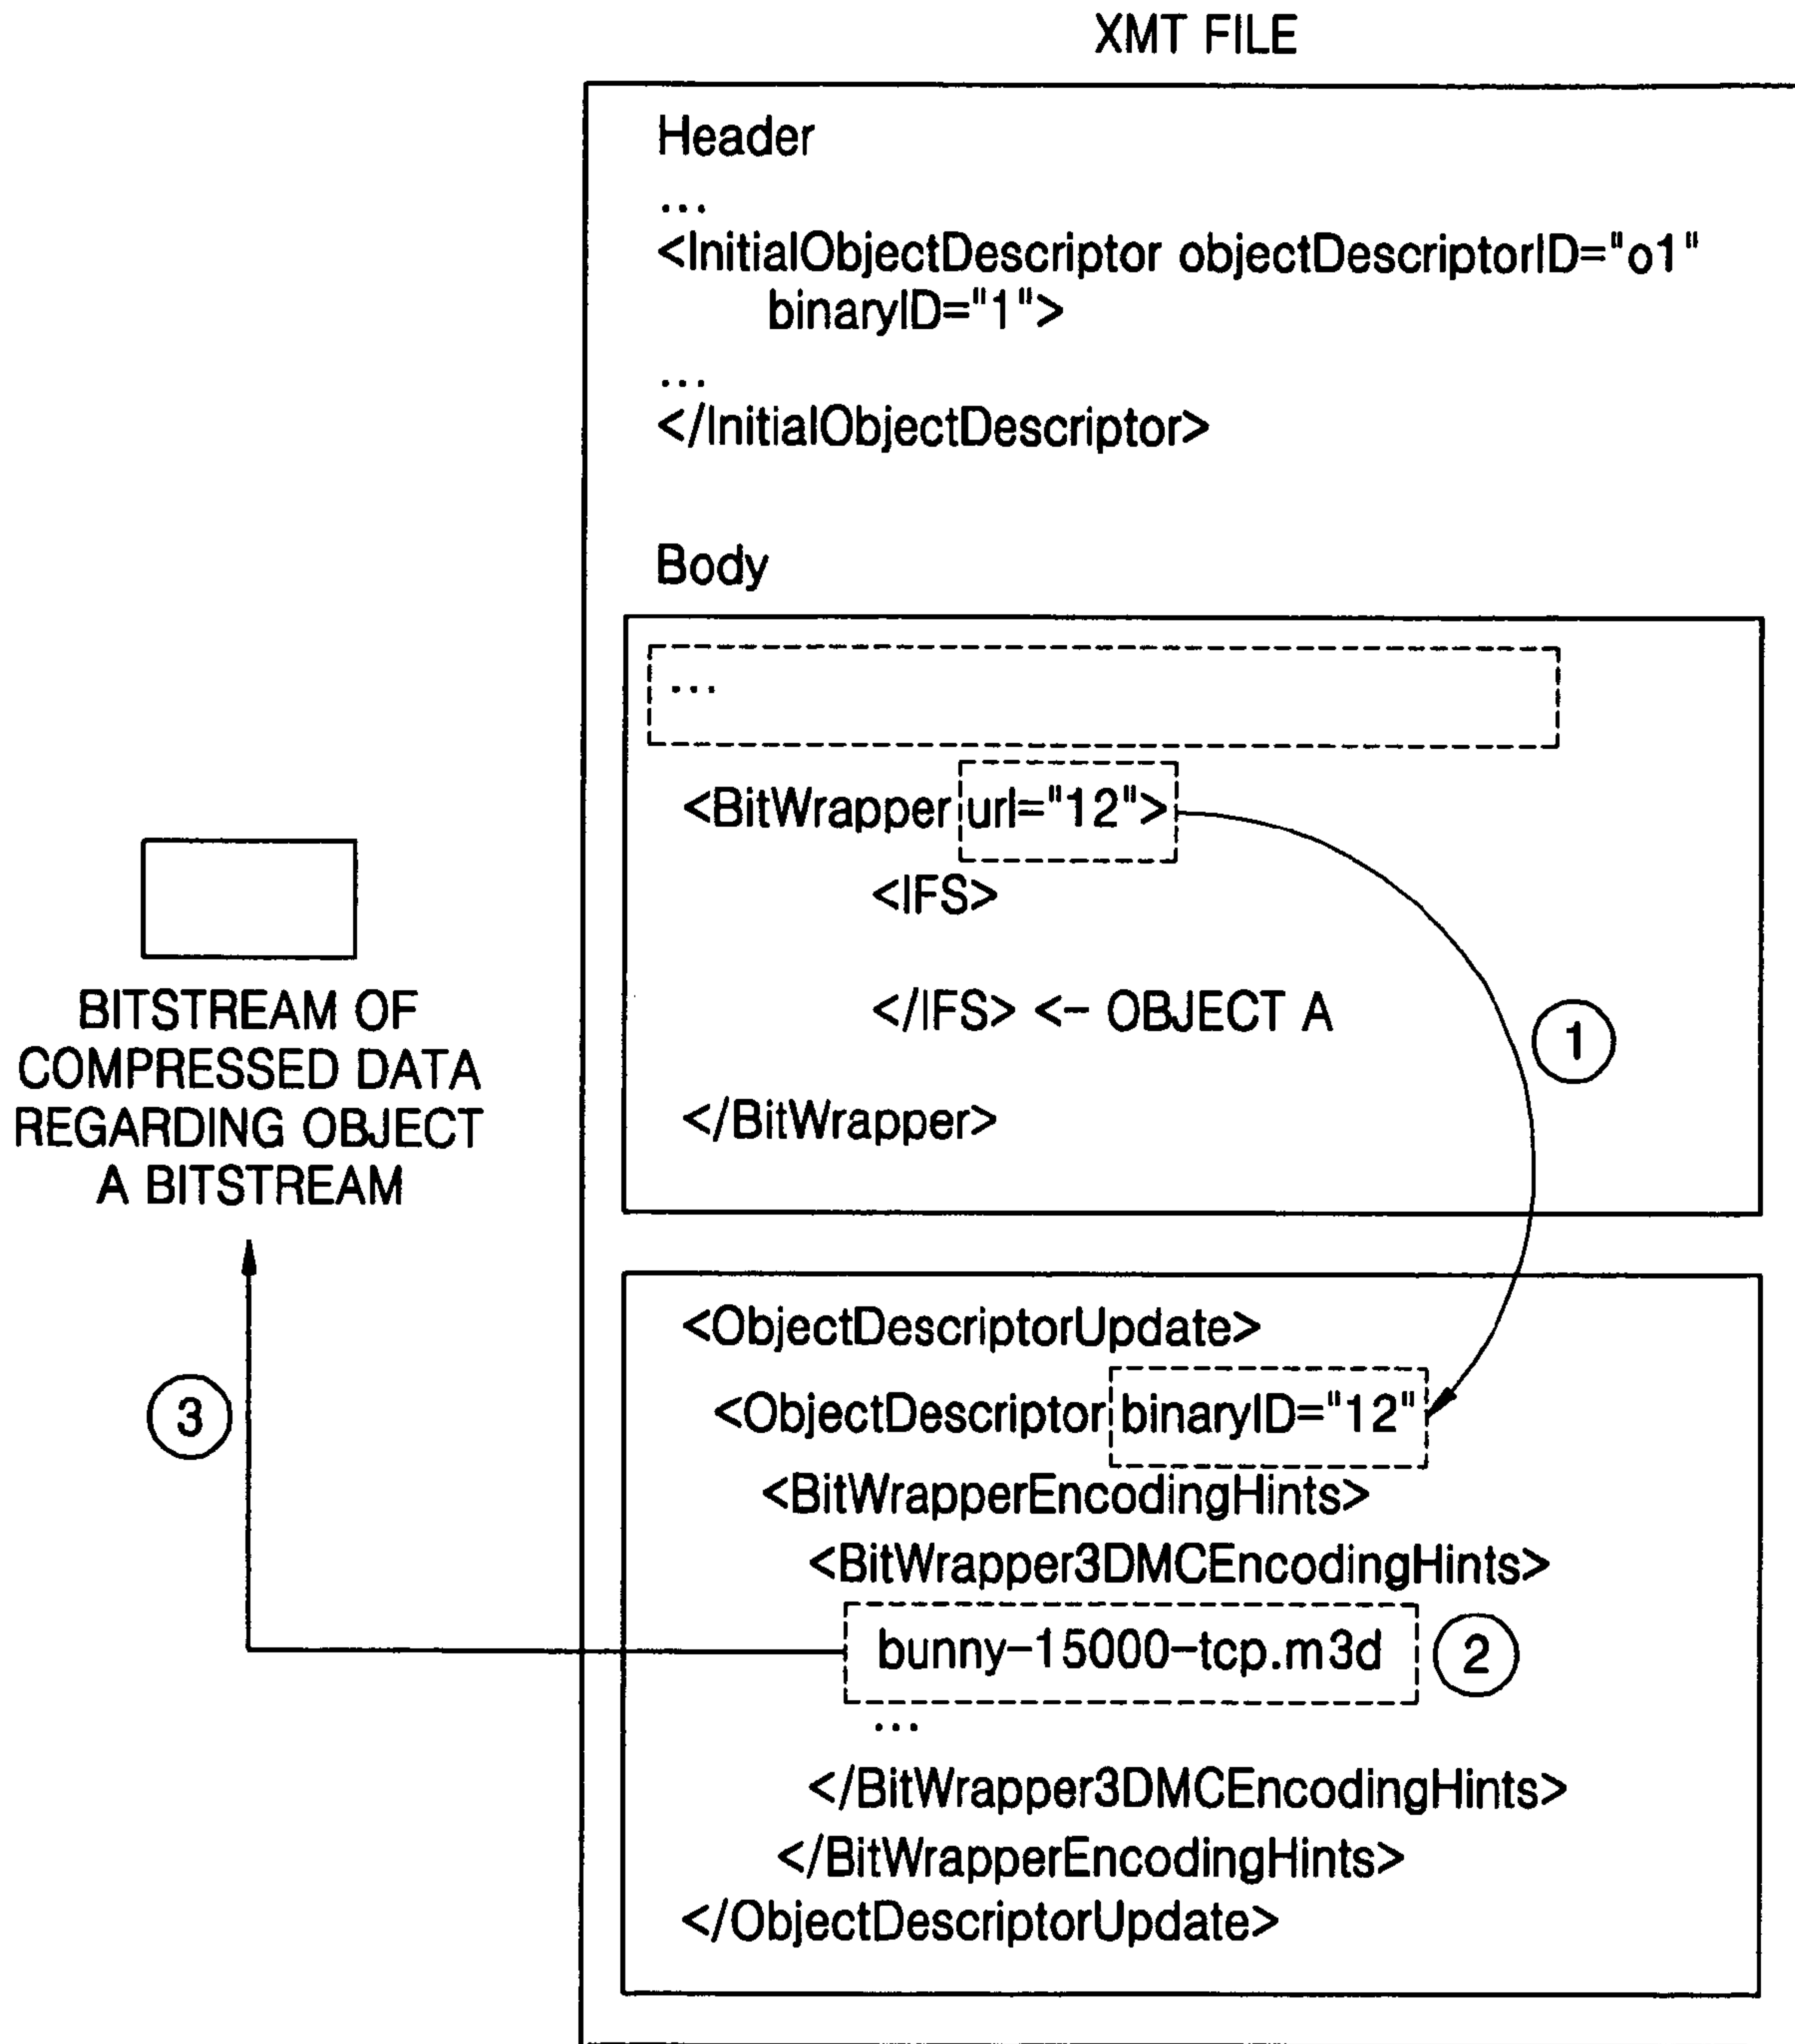 XMT FILE
Header
...
<InitialObjectDescriptor objectDescriptorID="o1"
binaryID="1">
...
</InitialObjectDescriptor>
Body
...
<BitWrapper url="12">
<IFS>
</IFS> <- OBJECT A
</BitWrapper>
1
BITSTREAM OF
COMPRESSED DATA
REGARDING OBJECT
A BITSTREAM
<ObjectDescriptorUpdate>
<ObjectDescriptor binaryID="12"
<BitWrapperEncodingHints>
<BitWrapper3DMCEncodingHints>
bunny-15000-tcp.m3d
2
...
</BitWrapper3DMCEncodingHints>
</BitWrapperEncodingHints>
</ObjectDescriptorUpdate>
3